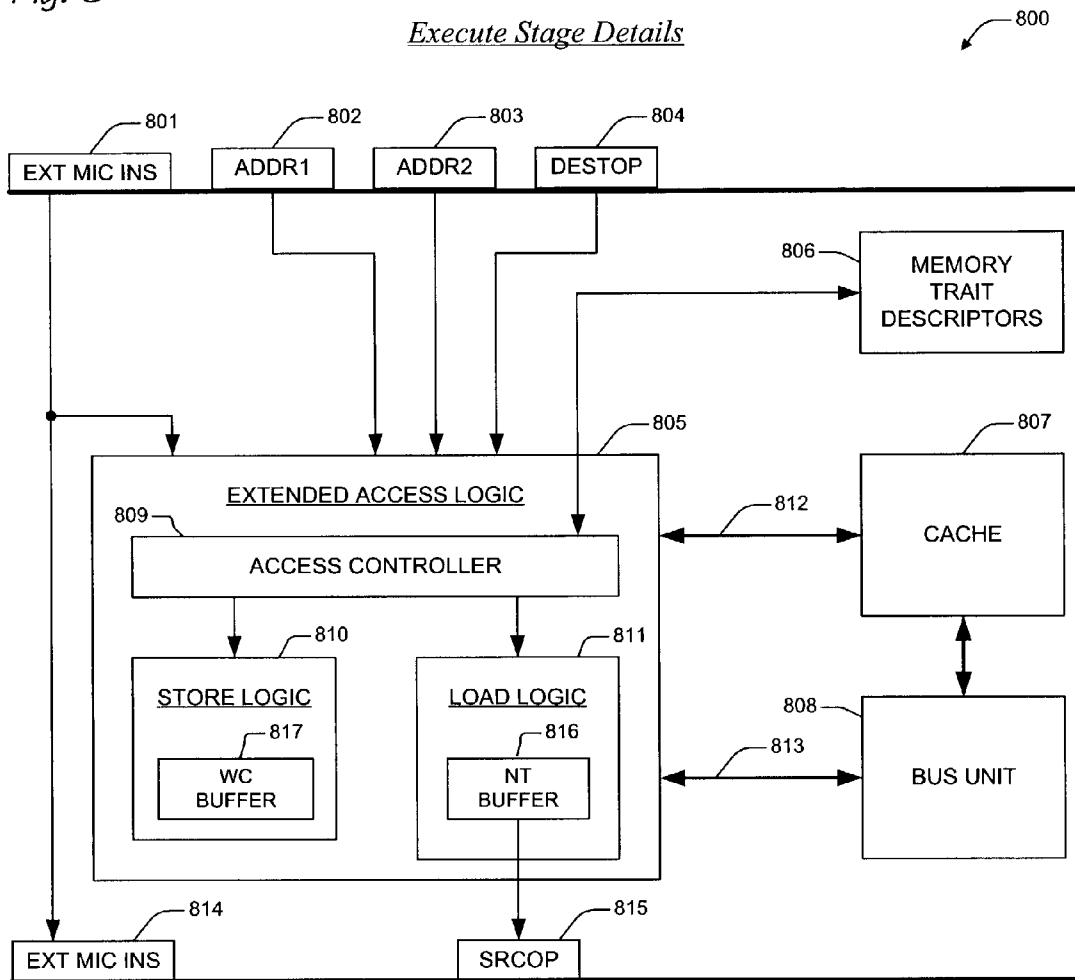 Execute Stage Details
800
801
802
803
804
EXT MIC INS
ADDR1
ADDR2
DESTOP
806
MEMORY
TRAIT
DESCRIPTORS
805
807
EXTENDED ACCESS LOGIC
812
CACHE
809
ACCESS CONTROLLER
810
811
STORE LOGIC
LOAD LOGIC
808
817
816
813
WC
BUFFER
NT
BUFFER
BUS UNIT
814
815
EXT MIC INS
SRCOP